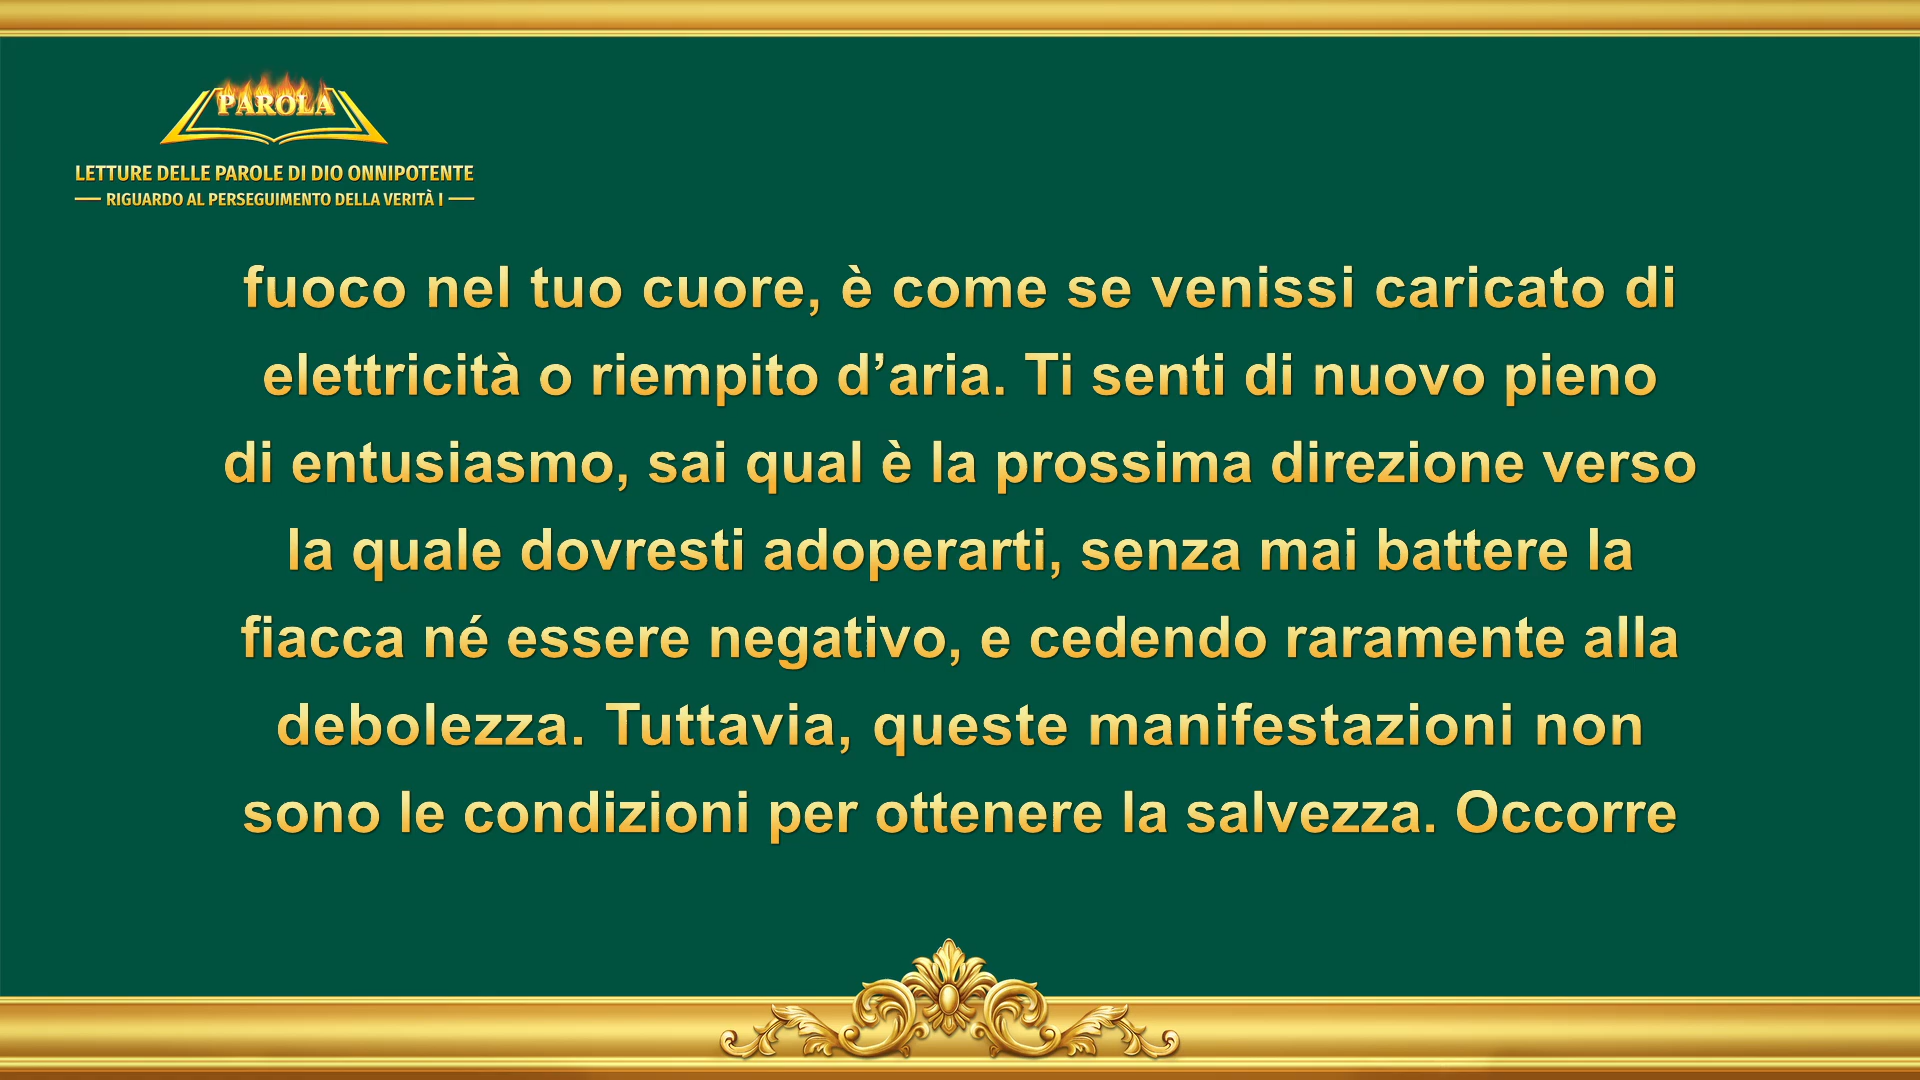 PAROLA
LETTURE DELLE PAROLE DI DIO ONNIPOTENTE
RIGUARDO AL PERSEGUIMENTO DELLA VERITÀ I
fuoco nel tuo cuore, è come se venissi caricato di
elettricità o riempito d’aria. Ti senti di nuovo pieno
di entusiasmo, sai qual è la prossima direzione verso
la quale dovresti adoperarti, senza mai battere la
fiacca né essere negativo, e cedendo raramente alla
debolezza. Tuttavia, queste manifestazioni non
sono le condizioni per ottenere la salvezza. Occorre